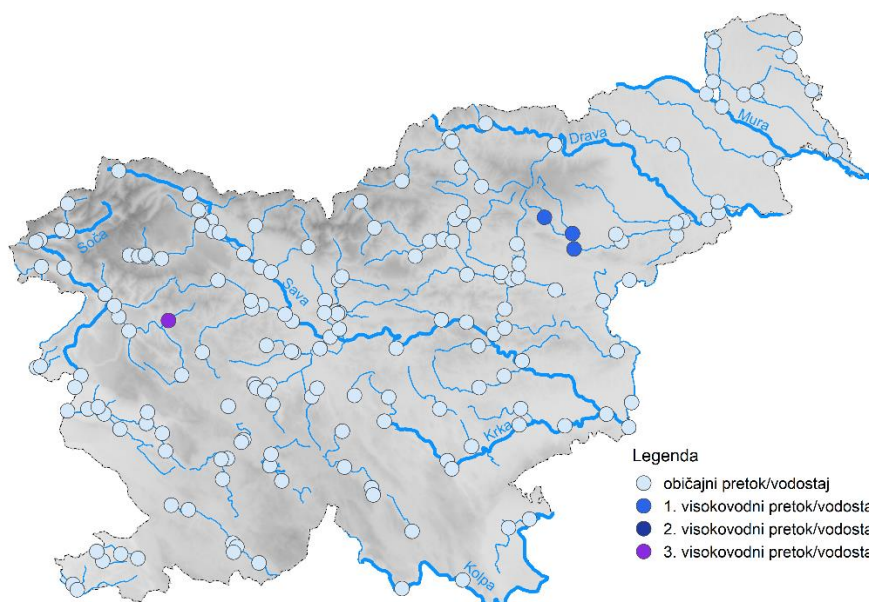 Mura
Drava
Soča
Sava
Krka
Legenda
običajni pretok/vodostaj
1. visokovodni pretok/vodosta
2. visokovodni pretok/vodosta
3. visokovodni pretok/vodosta
Kolpa